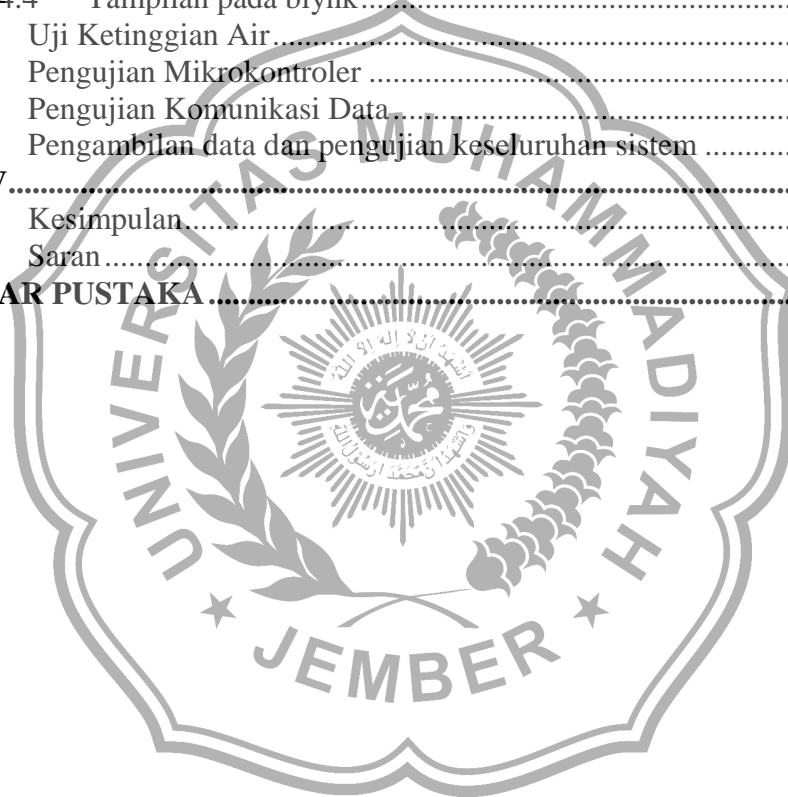 4.4 Tampilan pada blynk
Uji Ketinggian Air
Pengujian Mikrokontroler
Pengujian Komunikasi Data
Pengambilan data dan pengujian keseluruhan sistem
Kesimpulan
Saran
AR PUSTAKA
UNIVERSITAS MUHAMMADIYAH
★ JEMBER ★
محمد